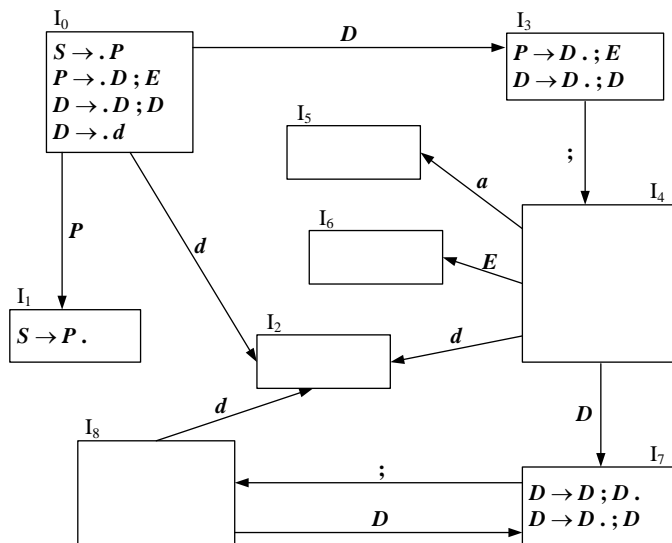 I0
S → . P
P → . D ; E
D → . D ; D
D → . d
D
I3
P → D . ; E
D → D . ; D
I5
a
;
I4
I6
E
P
d
I1
S → P .
I2
d
d
D
I8
;
D
I7
D → D ; D .
D → D . ; D